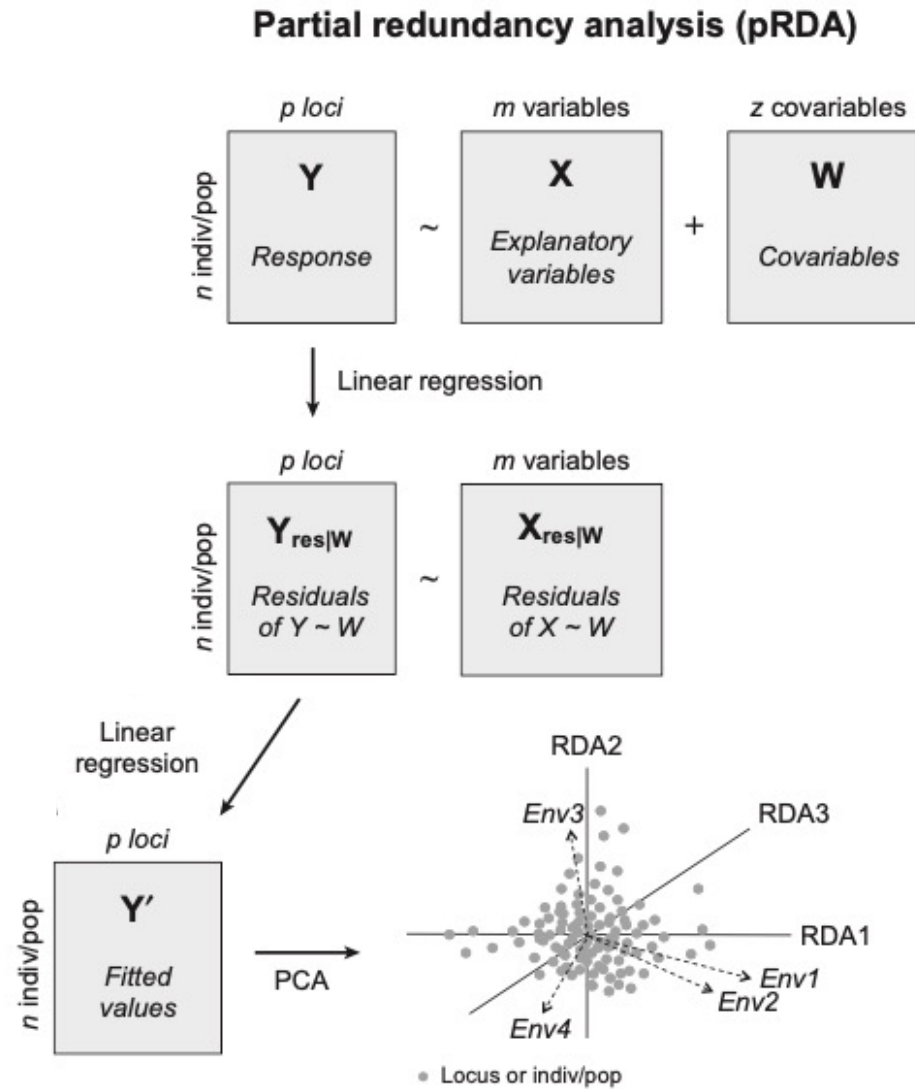 Partial redundancy analysis (pRDA)
p loci
m variables
z covariables
n indiv/pop
Y
Response
~
X
Explanatory
variables
+
W
Covariables
Linear regression
p loci
m variables
n indiv/pop
Y res|W
Residuals
of Y ~ W
~
X res|W
Residuals
of X ~ W
Linear
regression
p loci
n indiv/pop
Y′
Fitted
values
PCA
RDA2
Env3
RDA3
RDA1
Env1
Env2
Env4
Locus or indiv/pop